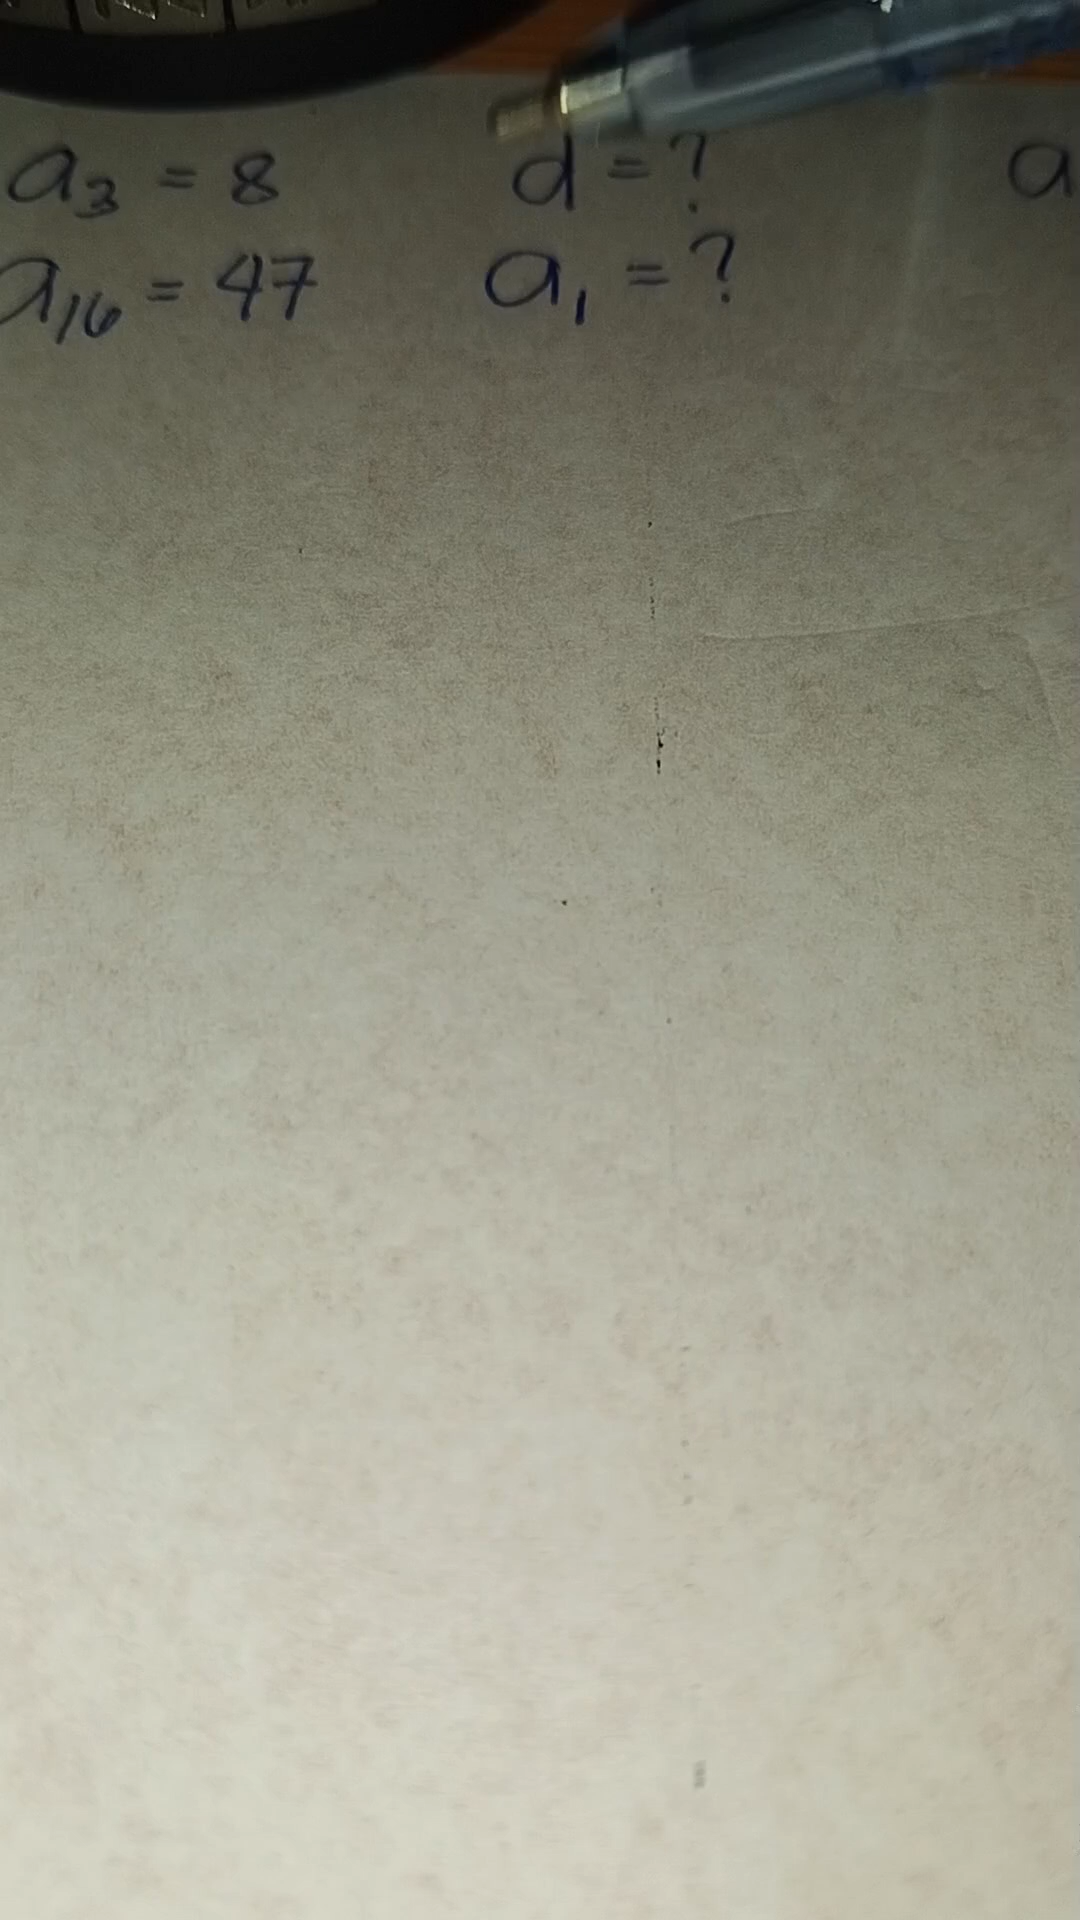 a₃ = 8 d = ? a
a₁₆ = 47 a₁ = ?